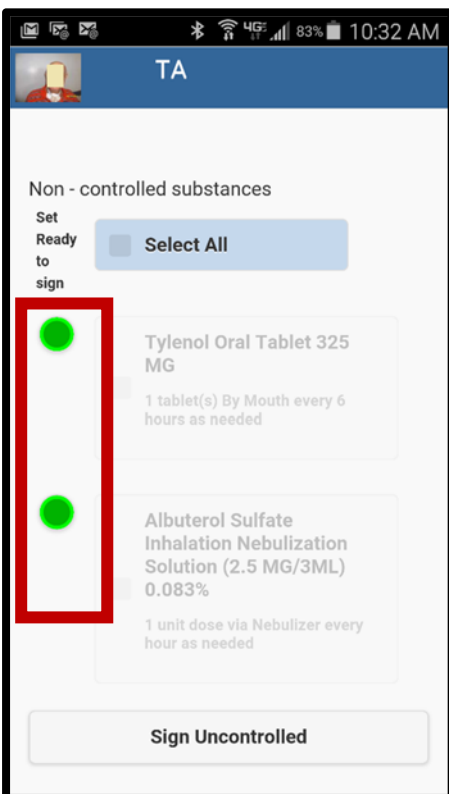 4G 83% 10:32 AM
TA
Non - controlled substances
Set
Ready
to
sign
Select All
Tylenol Oral Tablet 325
MG
1 tablet(s) By Mouth every 6
hours as needed
Albuterol Sulfate
Inhalation Nebulization
Solution (2.5 MG/3ML)
0.083%
1 unit dose via Nebulizer every
hour as needed
Sign Uncontrolled